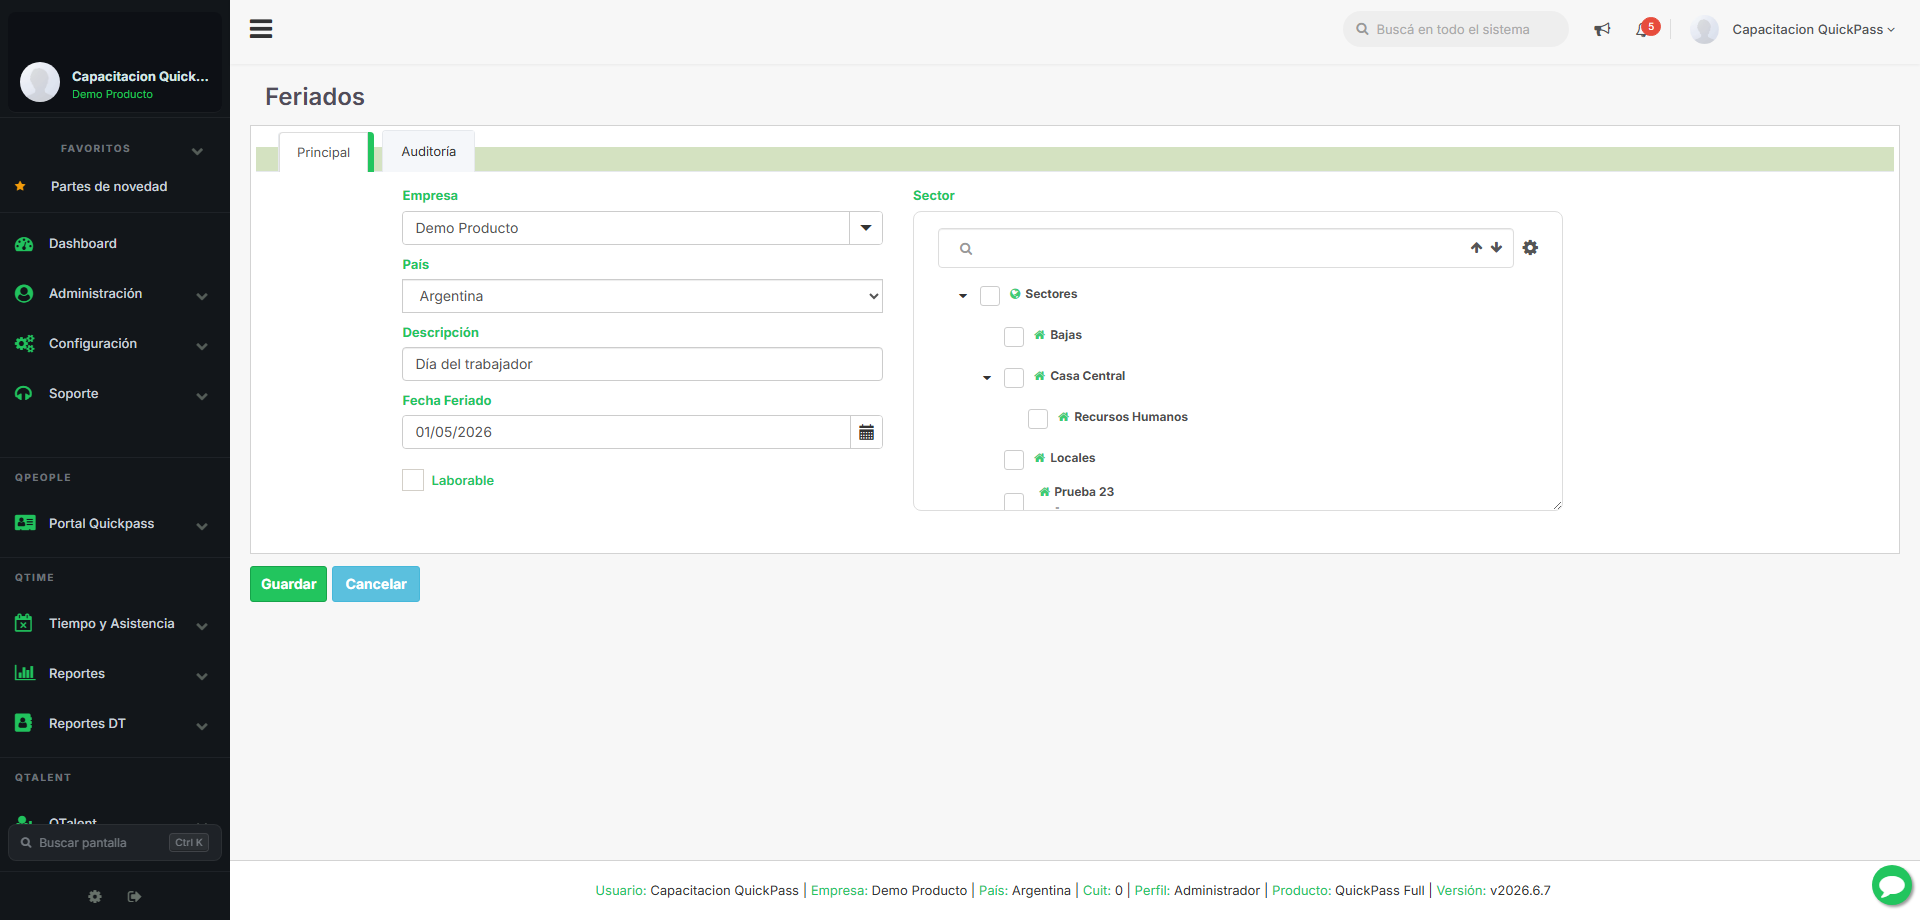 Capacitacion Quick...
Demo Producto
FAVORITOS
Partes de novedad
Dashboard
Administración
Configuración
Soporte
QPEOPLE
Portal Quickpass
QTIME
Tiempo y Asistencia
Reportes
Reportes DT
QTALENT
QTalent
Buscar pantalla Ctrl K
Buscá en todo el sistema
5
Capacitacion QuickPass
Feriados
Principal
Auditoría
Empresa
Demo Producto
País
Argentina
Descripción
Día del trabajador
Fecha Feriado
01/05/2026
Laborable
Sector
Sectores
Bajas
Casa Central
Recursos Humanos
Locales
Prueba 23
-
Guardar
Cancelar
Usuario: Capacitacion QuickPass | Empresa: Demo Producto | País: Argentina | Cuit: 0 | Perfil: Administrador | Producto: QuickPass Full | Versión: v2026.6.7